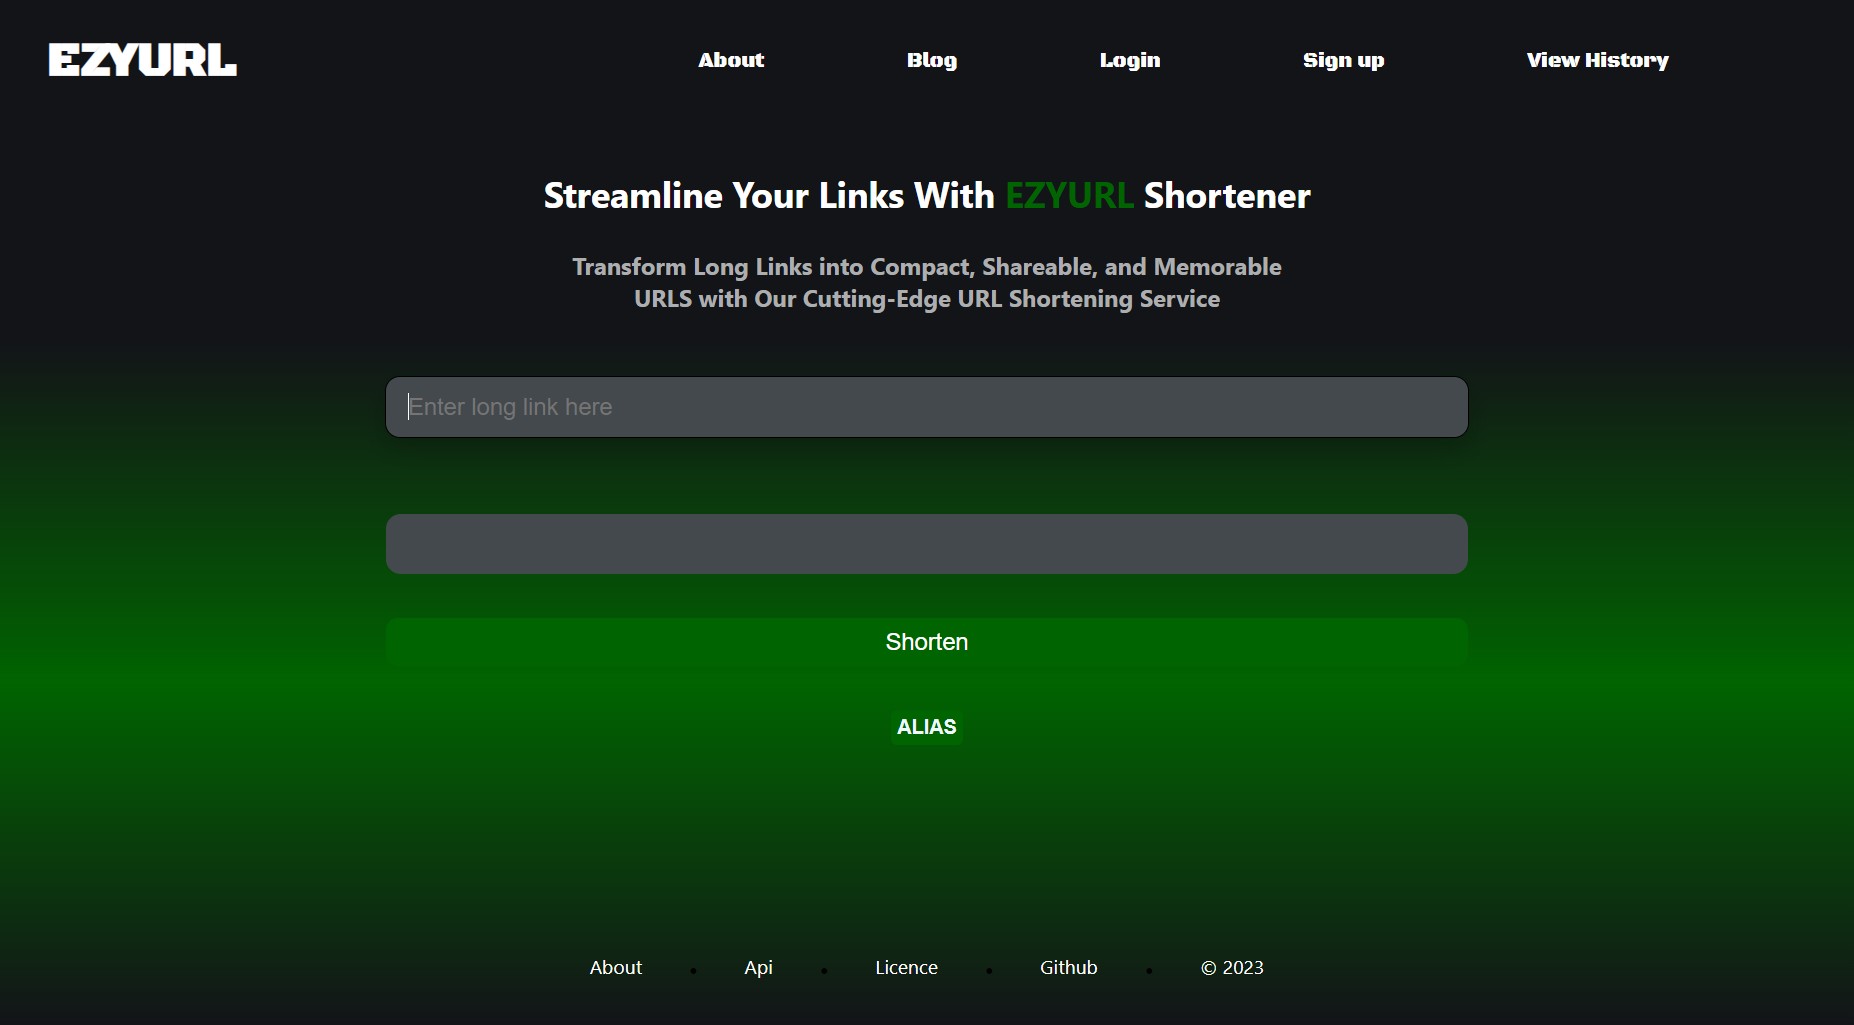 EZYURL
About
Blog
Login
Sign up
View History
Streamline Your Links With EZYURL Shortener
Transform Long Links into Compact, Shareable, and Memorable
URLS with Our Cutting-Edge URL Shortening Service
Enter long link here
Shorten
ALIAS
About • Api • Licence • Github • © 2023